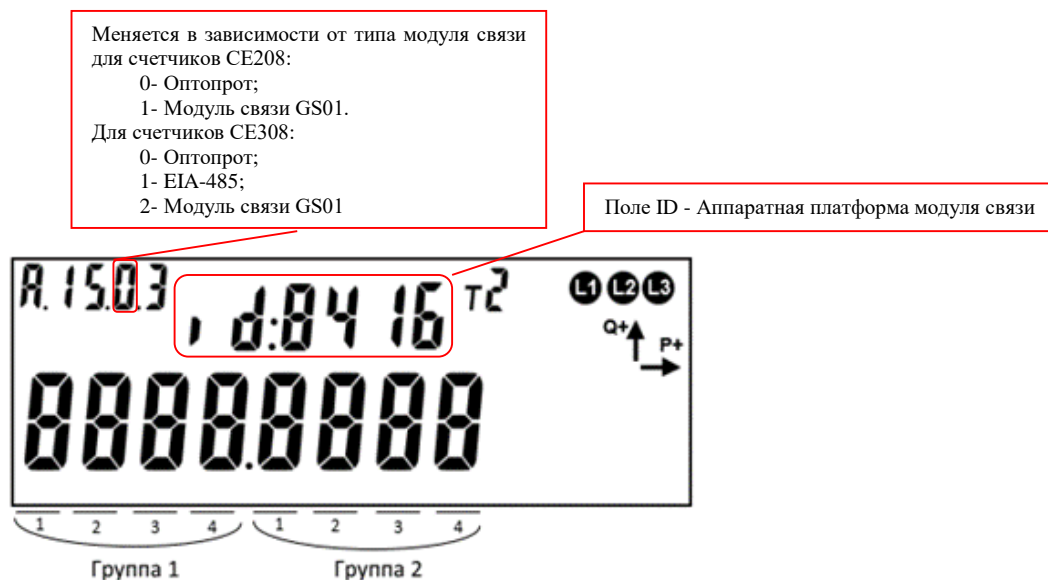 Меняется в зависимости от типа модуля связи
для счетчиков CE208:
0- Оптопрот;
1- Модуль связи GS01.
Для счетчиков CE308:
0- Оптопрот;
1- EIA-485;
2- Модуль связи GS01
Поле ID - Аппаратная платформа модуля связи
A.15.0.3
ıd:8416
T2
L1 L2 L3
Q+
P+
8888.8888
1 2 3 4 1 2 3 4
Группа 1 Группа 2